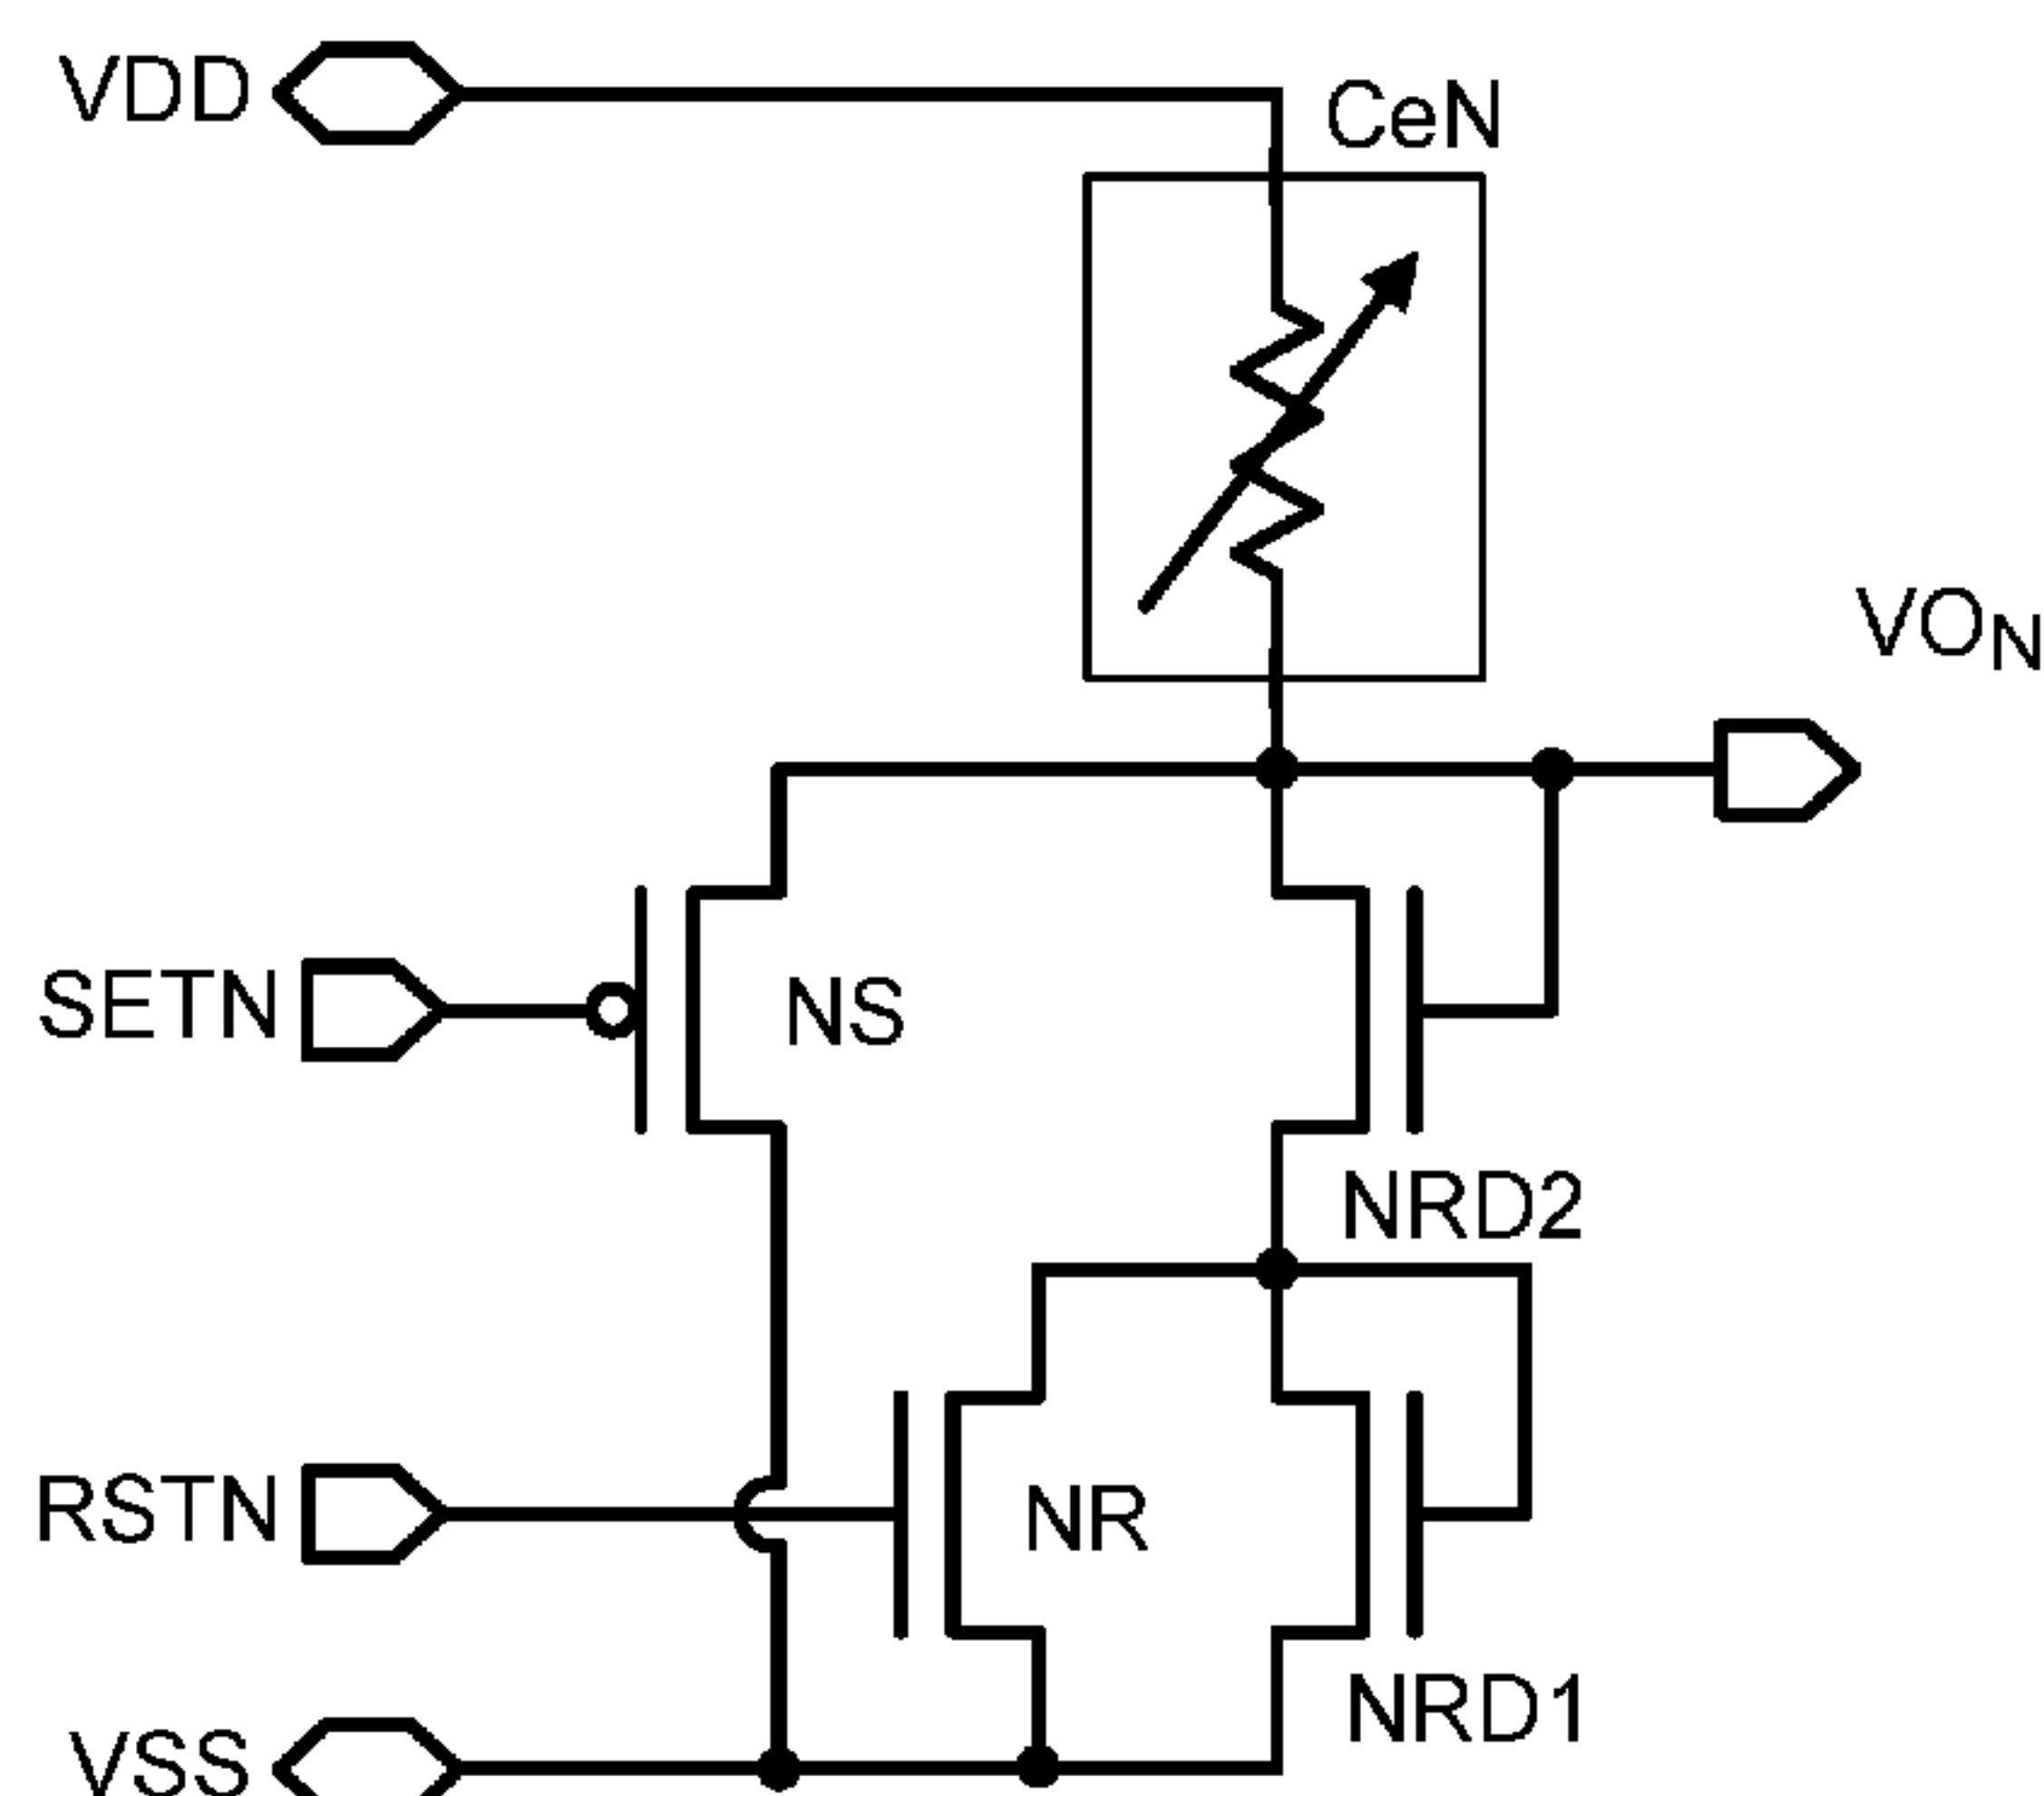 VDD
CeN
VON
SETN
NS
NRD2
RSTN
NR
NRD1
VSS